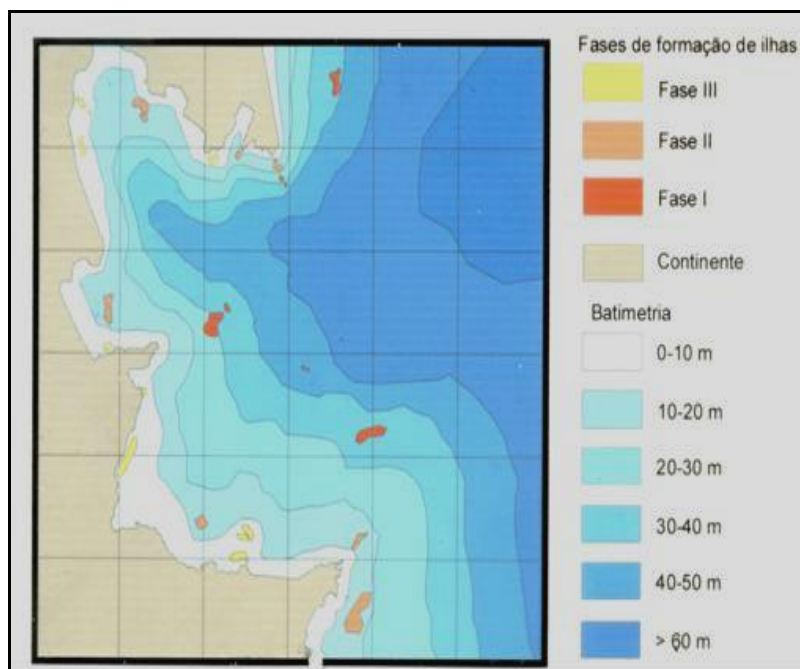 Fases de formação de ilhas
Fase III
Fase II
Fase I
Continente
Batimetria
0-10 m
10-20 m
20-30 m
30-40 m
40-50 m
> 60 m